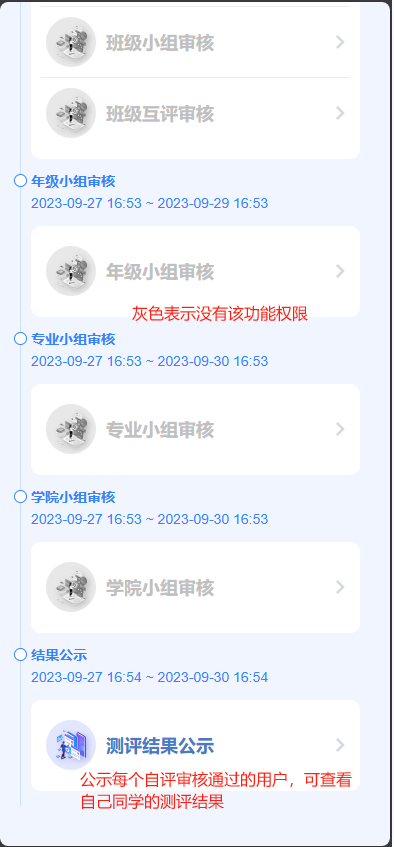 班级小组审核
班级互评审核
年级小组审核
2023-09-27 16:53 ~ 2023-09-29 16:53
年级小组审核
灰色表示没有该功能权限
专业小组审核
2023-09-27 16:53 ~ 2023-09-30 16:53
专业小组审核
学院小组审核
2023-09-27 16:53 ~ 2023-09-30 16:53
学院小组审核
结果公示
2023-09-27 16:54 ~ 2023-09-30 16:54
测评结果公示
公示每个自评审核通过的用户，可查看
自己同学的测评结果